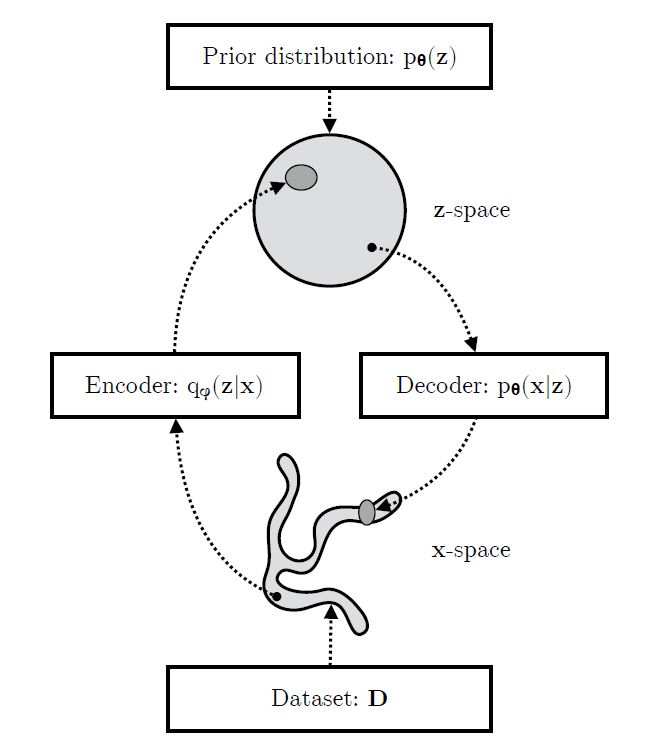 Prior distribution: p𝛉(𝐳)
𝐳-space
Encoder: qφ(𝐳|𝐱)
Decoder: p𝛉(𝐱|𝐳)
𝐱-space
Dataset: 𝐃